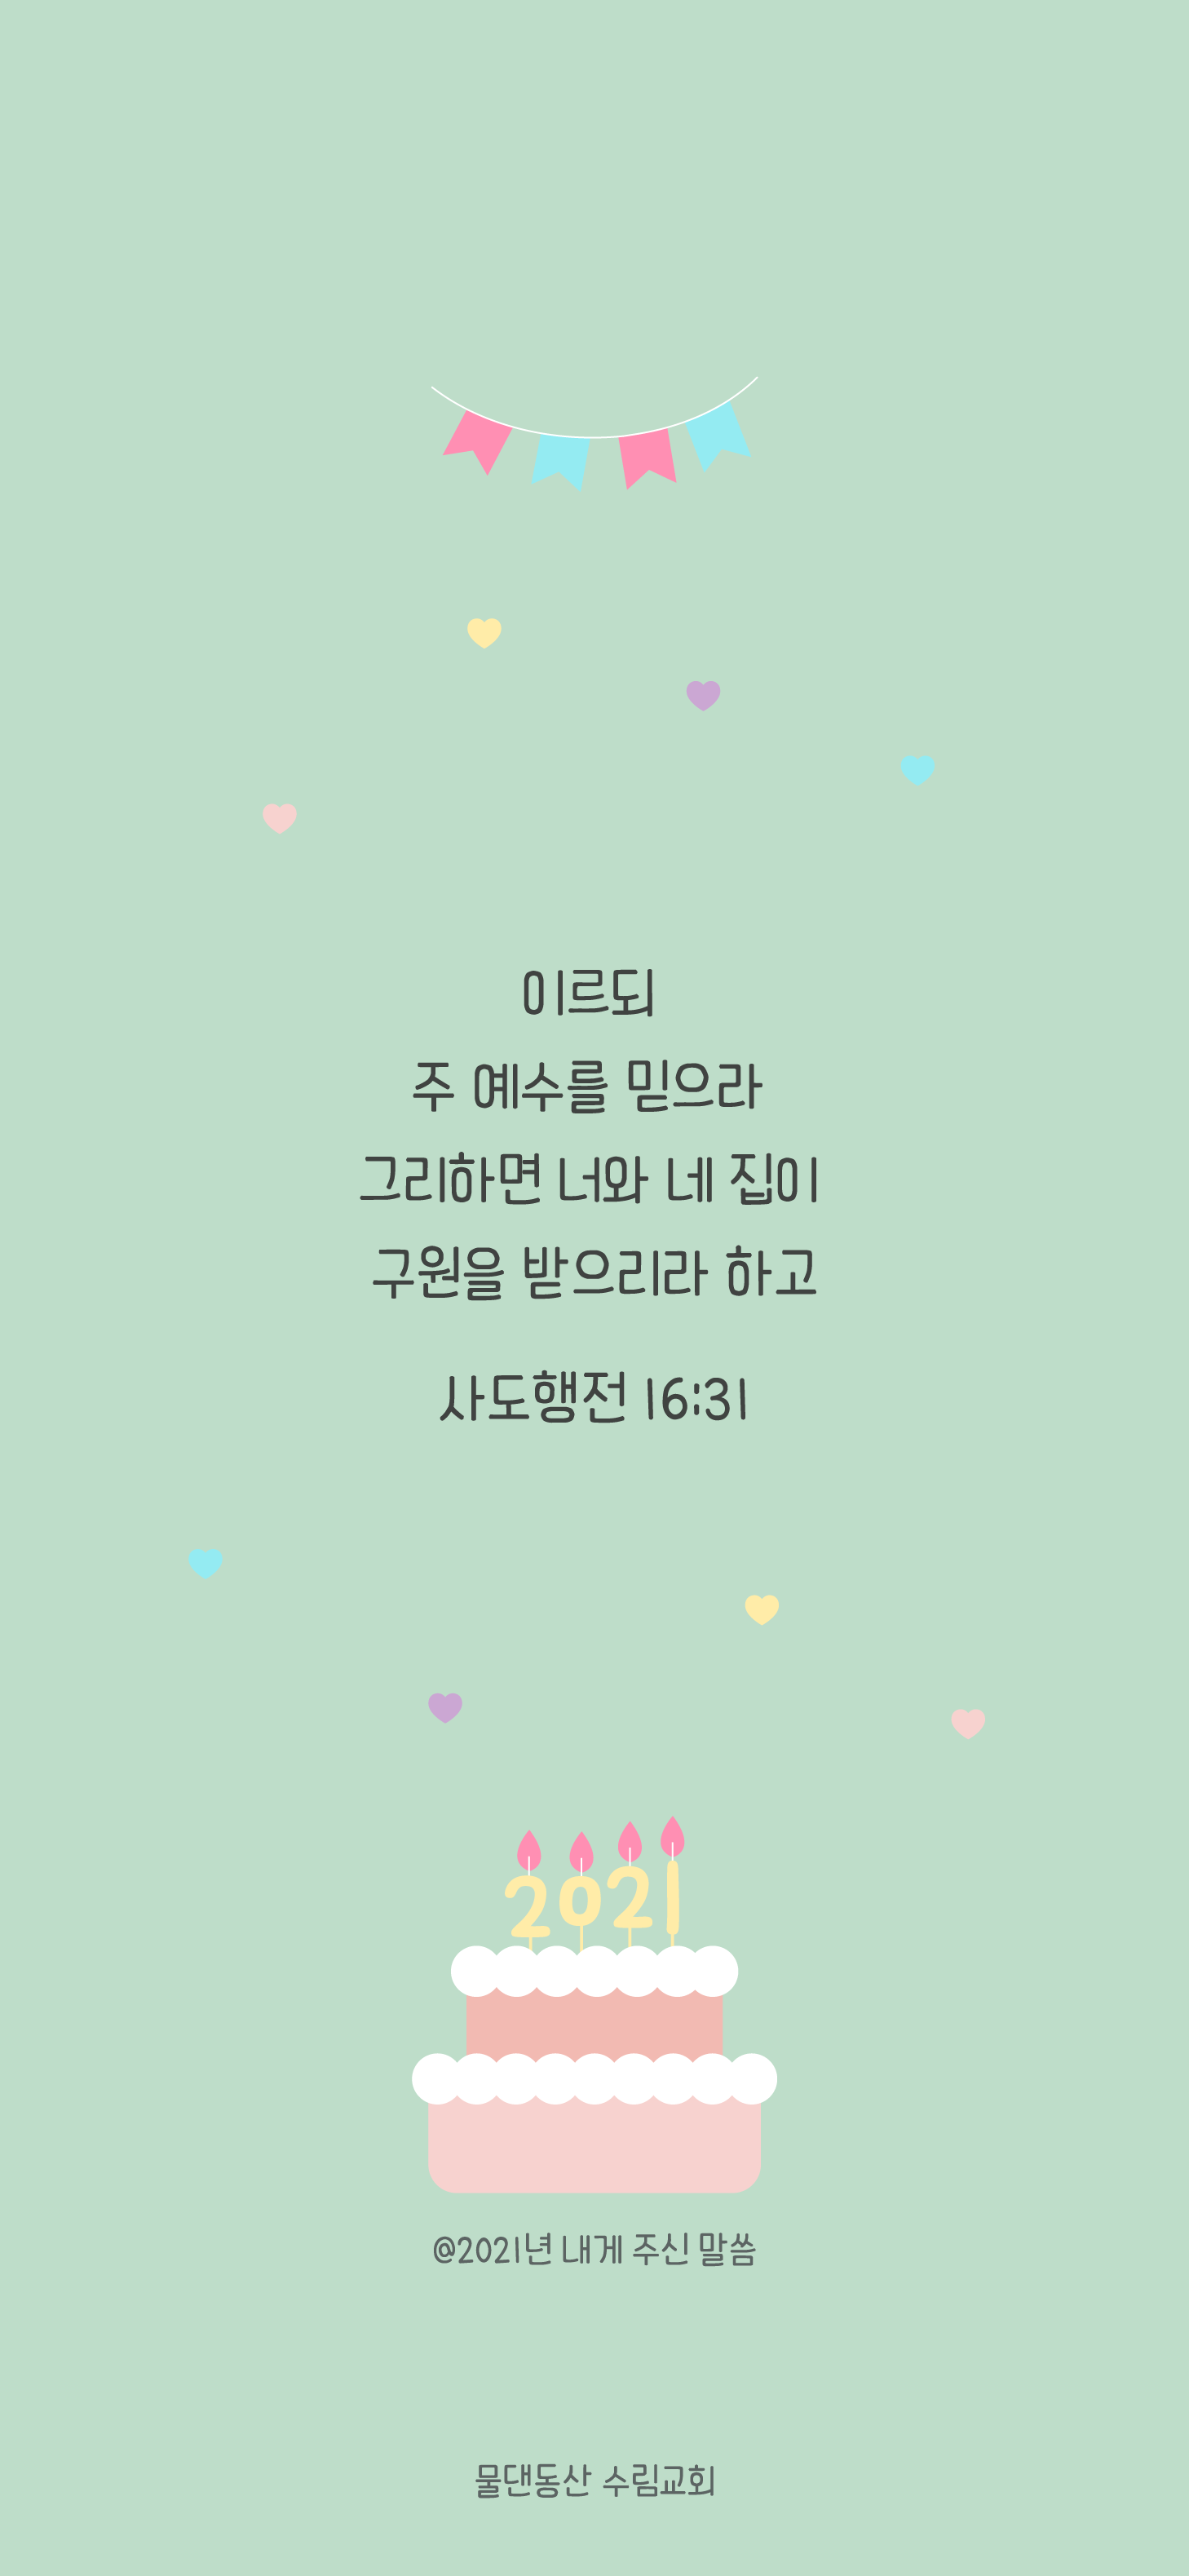 이르되
주 예수를 믿으라
그리하면 너와 네 집이
구원을 받으리라 하고
사도행전 16:31
2021
@2021년 내게 주신 말씀
물댄동산 수림교회